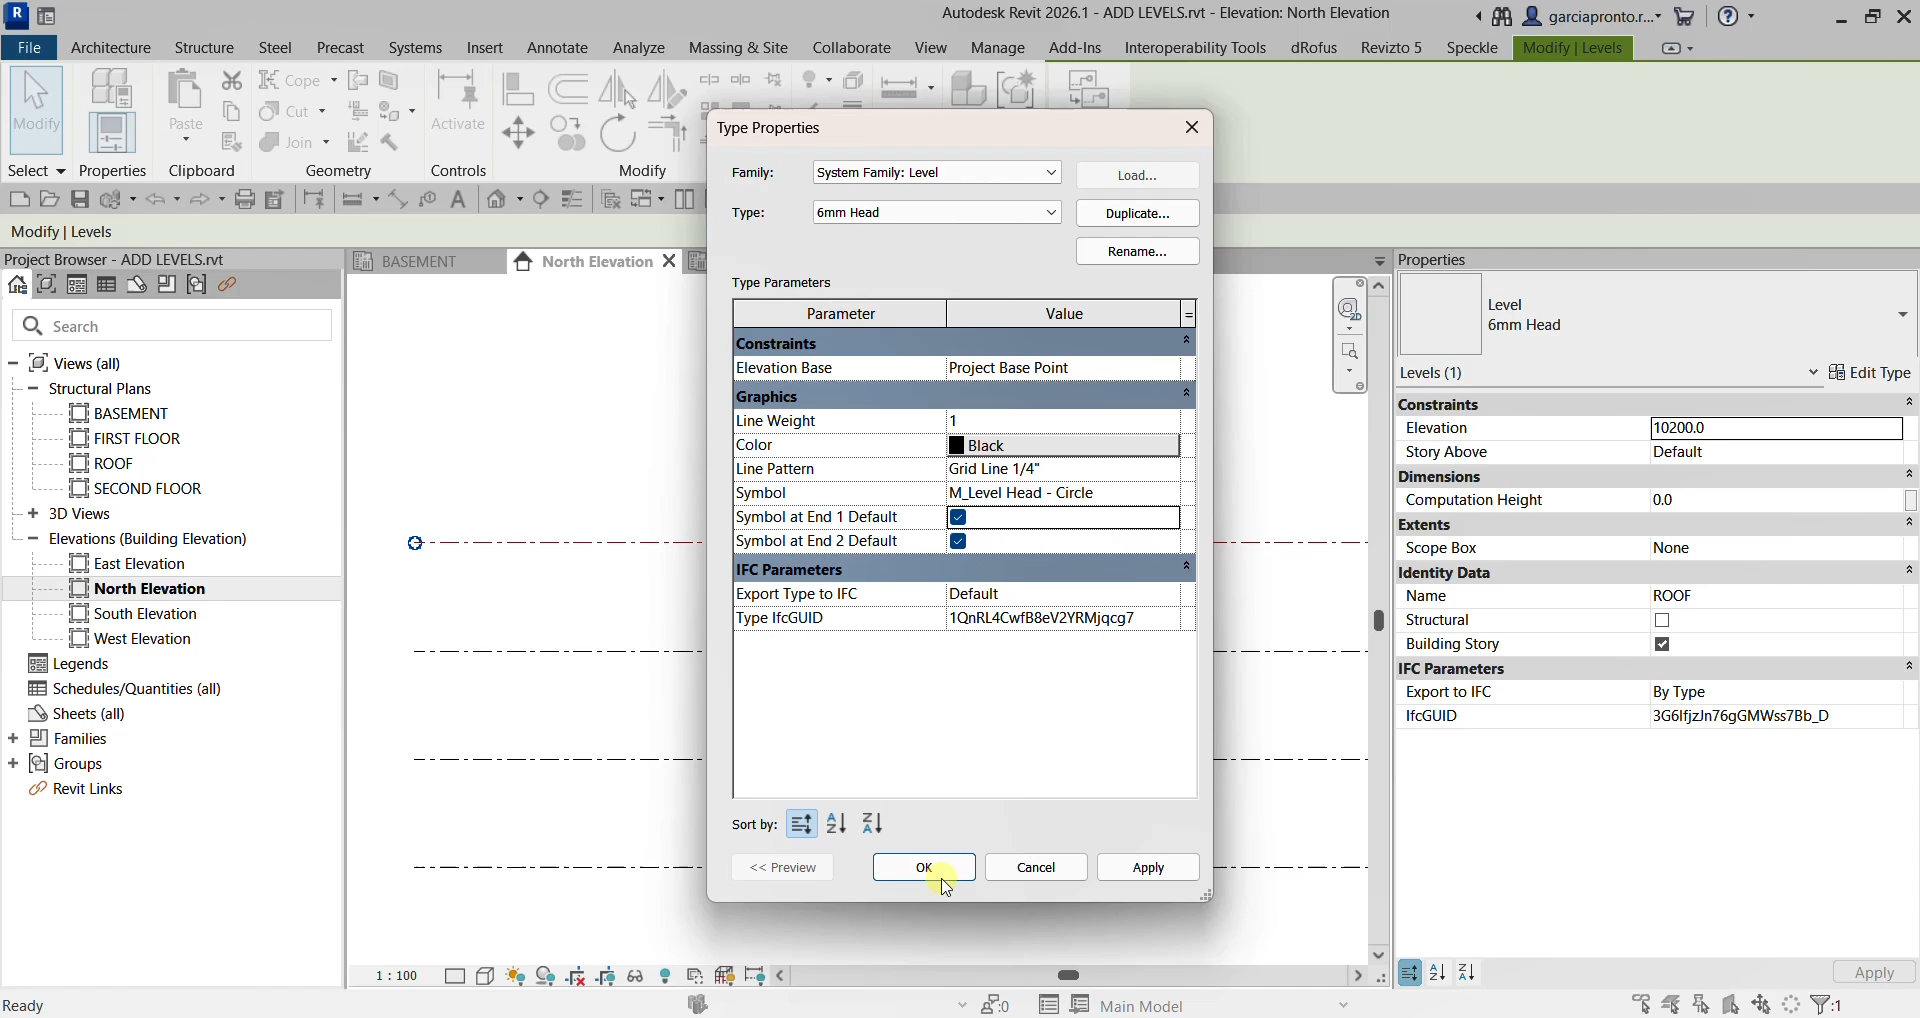 Autodesk Revit 2026.1 - ADD LEVELS.rvt - Elevation: North Elevation
garciapronto.r...
File Architecture Structure Steel Precast Systems Insert Annotate Analyze Massing & Site Collaborate View Manage Add-Ins Interoperability Tools dRofus Revizto 5 Speckle Modify | Levels
Modify
Paste
Cope
Cut
Join
Activate
Select Properties Clipboard Geometry Controls Modify
Modify | Levels
Project Browser - ADD LEVELS.rvt
Search
Views (all)
Structural Plans
BASEMENT
FIRST FLOOR
ROOF
SECOND FLOOR
3D Views
Elevations (Building Elevation)
East Elevation
North Elevation
South Elevation
West Elevation
Legends
Schedules/Quantities (all)
Sheets (all)
Families
Groups
Revit Links
BASEMENT
North Elevation
Type Properties
Family: System Family: Level Load...
Type: 6mm Head Duplicate...
Rename...
Type Parameters
Parameter Value =
Constraints
Elevation Base Project Base Point
Graphics
Line Weight 1
Color Black
Line Pattern Grid Line 1/4"
Symbol M_Level Head - Circle
Symbol at End 1 Default
Symbol at End 2 Default
IFC Parameters
Export Type to IFC Default
Type IfcGUID 1QnRL4CwfB8eV2YRMjqcg7
Sort by:
<< Preview OK Cancel Apply
2D
Properties
Level
6mm Head
Levels (1) Edit Type
Constraints
Elevation 10200.0
Story Above Default
Dimensions
Computation Height 0.0
Extents
Scope Box None
Identity Data
Name ROOF
Structural
Building Story
IFC Parameters
Export to IFC By Type
IfcGUID 3G6lfjzJn76gGMWss7Bb_D
Apply
1 : 100
Ready
:0
Main Model
:1